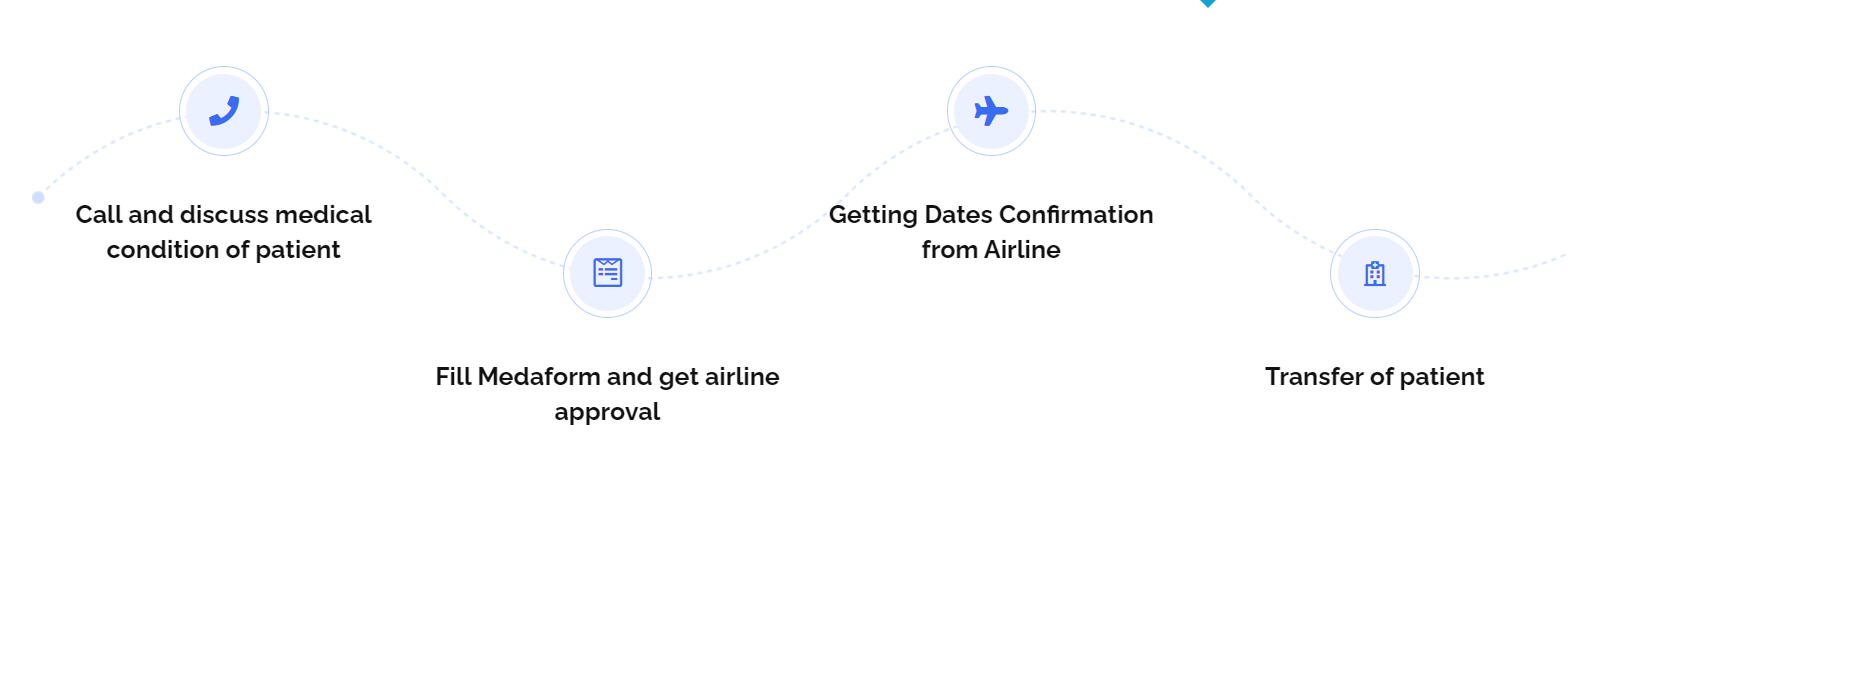 Call and discuss medical
condition of patient
Fill Medaform and get airline
approval
Getting Dates Confirmation
from Airline
Transfer of patient